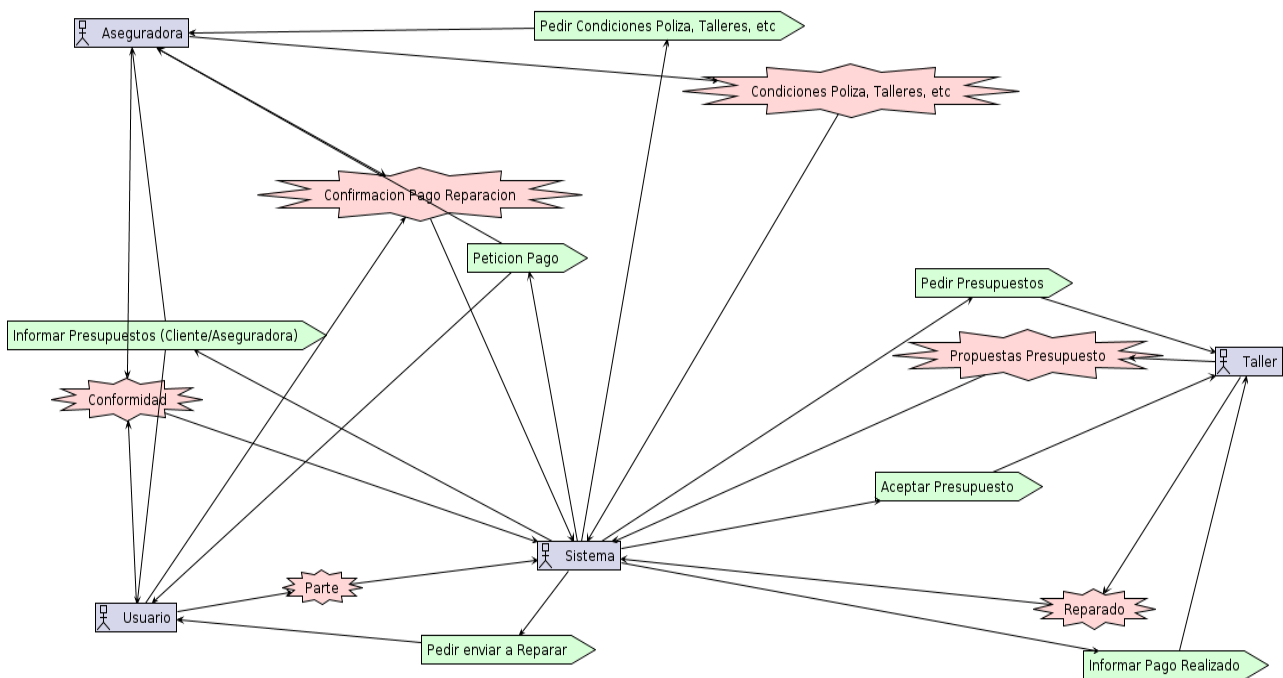 Pedir Condiciones Poliza, Talleres, etc
Aseguradora
Condiciones Poliza, Talleres, etc
Confirmacion Pago Reparacion
Peticion Pago
Pedir Presupuestos
Informar Presupuestos (Cliente/Aseguradora)
Propuestas Presupuesto
Taller
Conformidad
Aceptar Presupuesto
Sistema
Parte
Reparado
Usuario
Pedir enviar a Reparar
Informar Pago Realizado